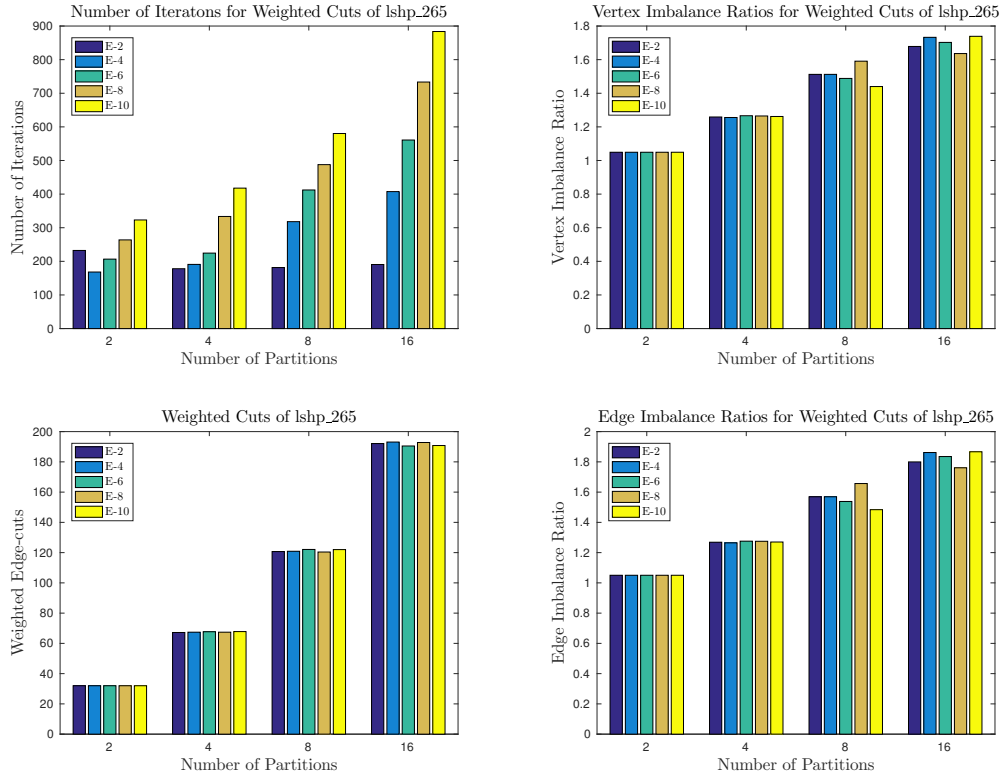 Number of Iteratons for Weighted Cuts of lshp_265
900
800
700
600
500
400
300
200
100
0
Number of Iterations
E-2
E-4
E-6
E-8
E-10
2
4
8
16
Number of Partitions
Vertex Imbalance Ratios for Weighted Cuts of lshp_265
1.8
1.6
1.4
1.2
1
0.8
0.6
0.4
0.2
0
Vertex Imbalance Ratio
E-2
E-4
E-6
E-8
E-10
2
4
8
16
Number of Partitions
Weighted Cuts of lshp_265
200
180
160
140
120
100
80
60
40
20
0
Weighted Edge-cuts
E-2
E-4
E-6
E-8
E-10
2
4
8
16
Number of Partitions
Edge Imbalance Ratios for Weighted Cuts of lshp_265
2
1.8
1.6
1.4
1.2
1
0.8
0.6
0.4
0.2
0
Edge Imbalance Ratio
E-2
E-4
E-6
E-8
E-10
2
4
8
16
Number of Partitions